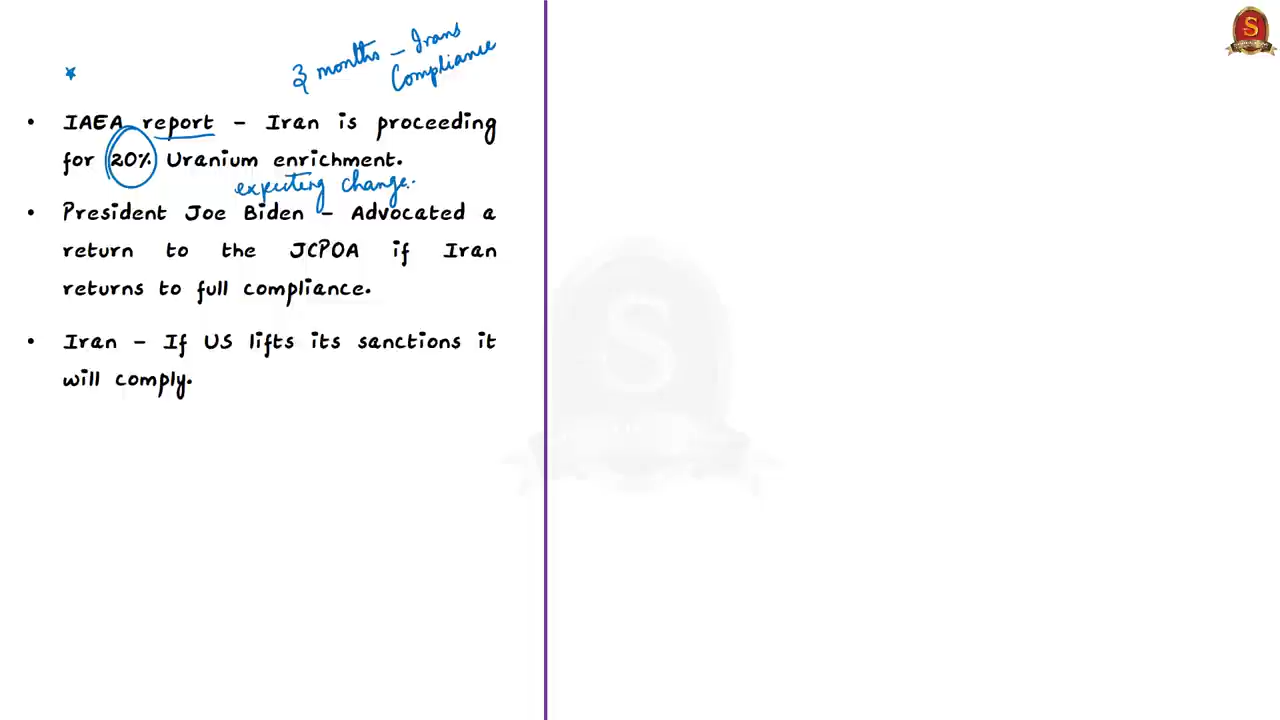 3 months - Irans
Compliance
*
• IAEA report - Iran is proceeding
for 20% Uranium enrichment.
expecting change.
• President Joe Biden - Advocated a
return to the JCPOA if Iran
returns to full compliance.
• Iran - If US lifts its sanctions it
will comply.
S
S